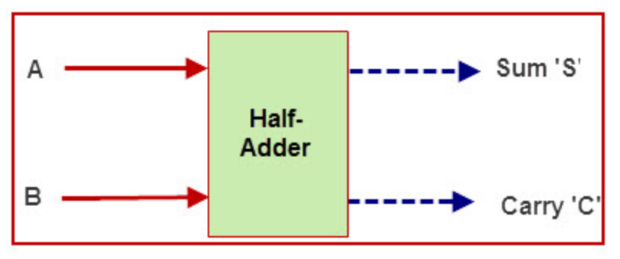 A
Sum 'S'
Half-
Adder
B
Carry 'C'